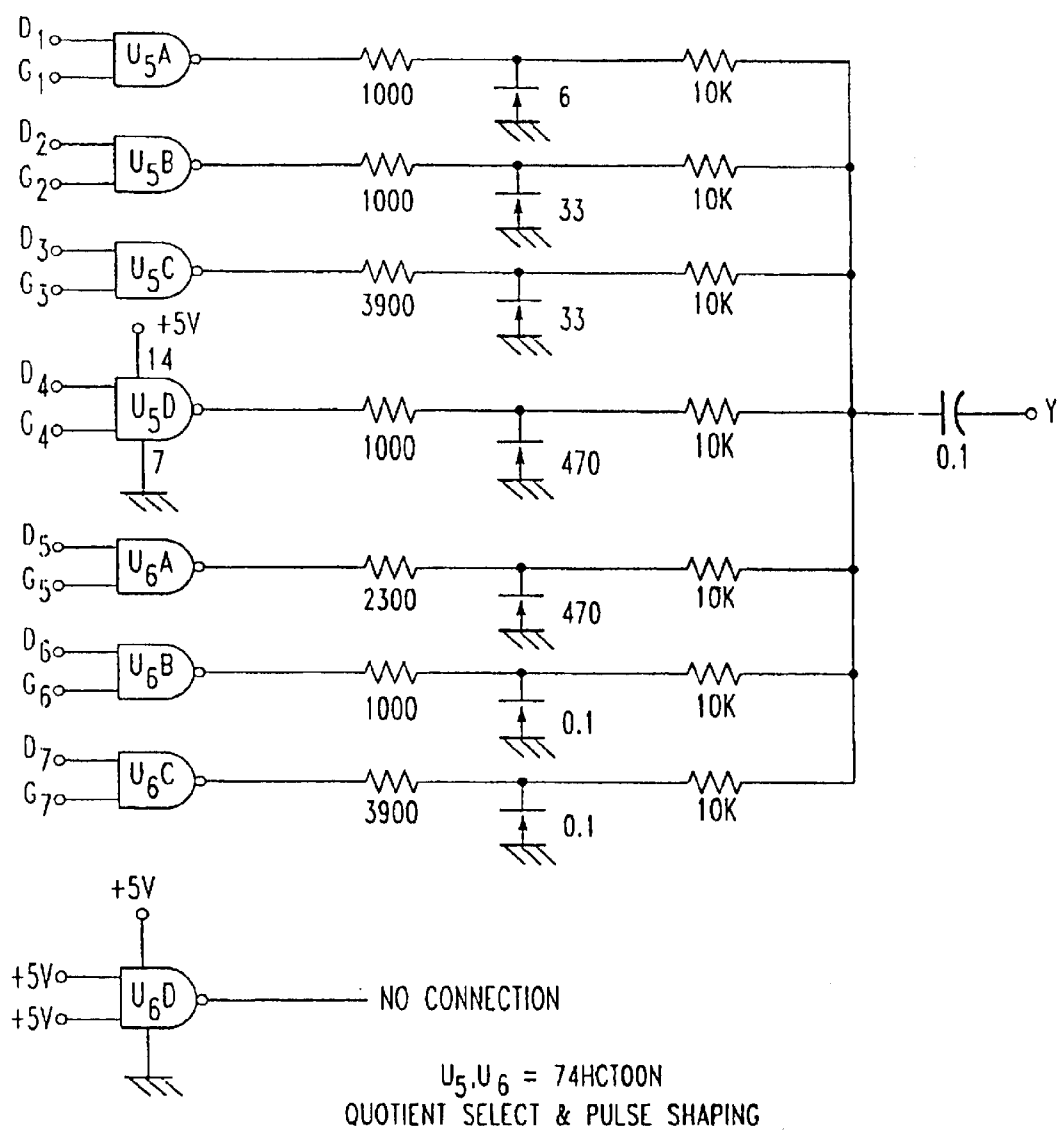 D1
G1
U5A
1000
6
10K
D2
G2
U5B
1000
33
10K
D3
G3
U5C
3900
33
10K
+5V
14
D4
G4
U5D
7
1000
470
10K
0.1
Y
D5
G5
U6A
2300
470
10K
D6
G6
U6B
1000
0.1
10K
D7
G7
U6C
3900
0.1
10K
+5V
+5V
+5V
U6D
NO CONNECTION
U5,U6 = 74HCT00N
QUOTIENT SELECT & PULSE SHAPING